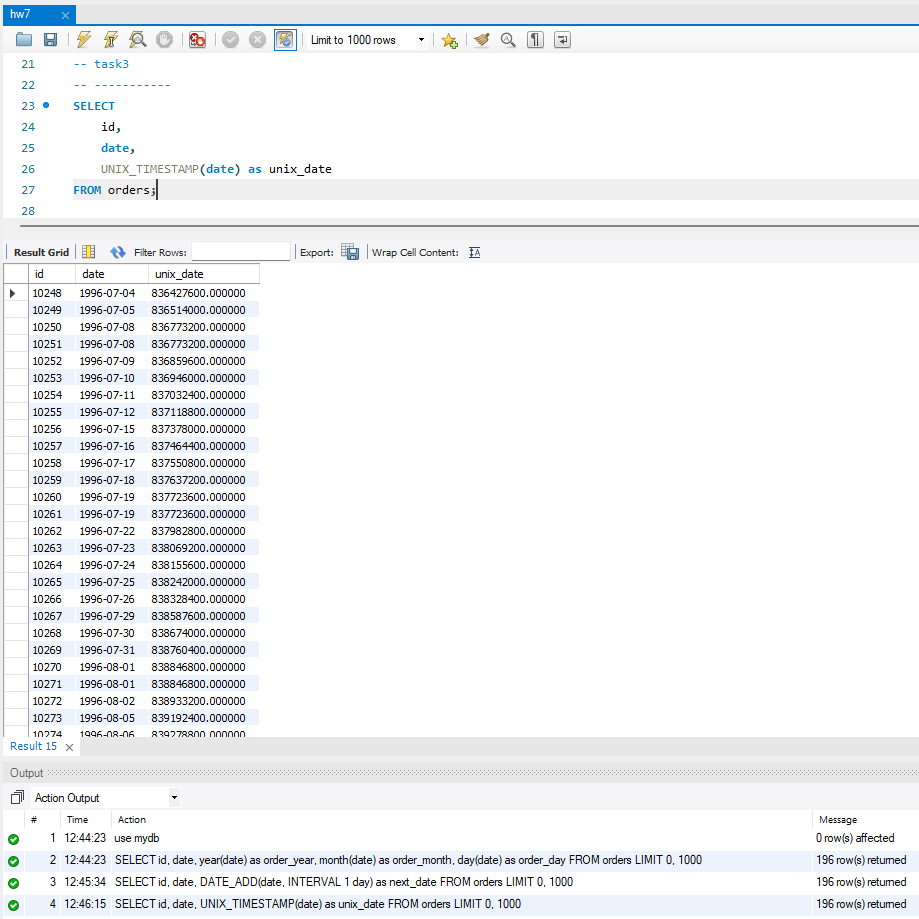 hw7
Limit to 1000 rows
21 -- task3
22 -- -----------
23 SELECT
24 id,
25 date,
26 UNIX_TIMESTAMP(date) as unix_date
27 FROM orders;
28
Result Grid Filter Rows: Export: Wrap Cell Content:
id date unix_date
10248 1996-07-04 836427600.000000
10249 1996-07-05 836514000.000000
10250 1996-07-08 836773200.000000
10251 1996-07-08 836773200.000000
10252 1996-07-09 836859600.000000
10253 1996-07-10 836946000.000000
10254 1996-07-11 837032400.000000
10255 1996-07-12 837118800.000000
10256 1996-07-15 837378000.000000
10257 1996-07-16 837464400.000000
10258 1996-07-17 837550800.000000
10259 1996-07-18 837637200.000000
10260 1996-07-19 837723600.000000
10261 1996-07-19 837723600.000000
10262 1996-07-22 837982800.000000
10263 1996-07-23 838069200.000000
10264 1996-07-24 838155600.000000
10265 1996-07-25 838242000.000000
10266 1996-07-26 838328400.000000
10267 1996-07-29 838587600.000000
10268 1996-07-30 838674000.000000
10269 1996-07-31 838760400.000000
10270 1996-08-01 838846800.000000
10271 1996-08-01 838846800.000000
10272 1996-08-02 838933200.000000
10273 1996-08-05 839192400.000000
10274 1996-08-06 839278800.000000
Result 15
Output
Action Output
# Time Action Message
1 12:44:23 use mydb 0 row(s) affected
2 12:44:23 SELECT id, date, year(date) as order_year, month(date) as order_month, day(date) as order_day FROM orders LIMIT 0, 1000 196 row(s) returned
3 12:45:34 SELECT id, date, DATE_ADD(date, INTERVAL 1 day) as next_date FROM orders LIMIT 0, 1000 196 row(s) returned
4 12:46:15 SELECT id, date, UNIX_TIMESTAMP(date) as unix_date FROM orders LIMIT 0, 1000 196 row(s) returned